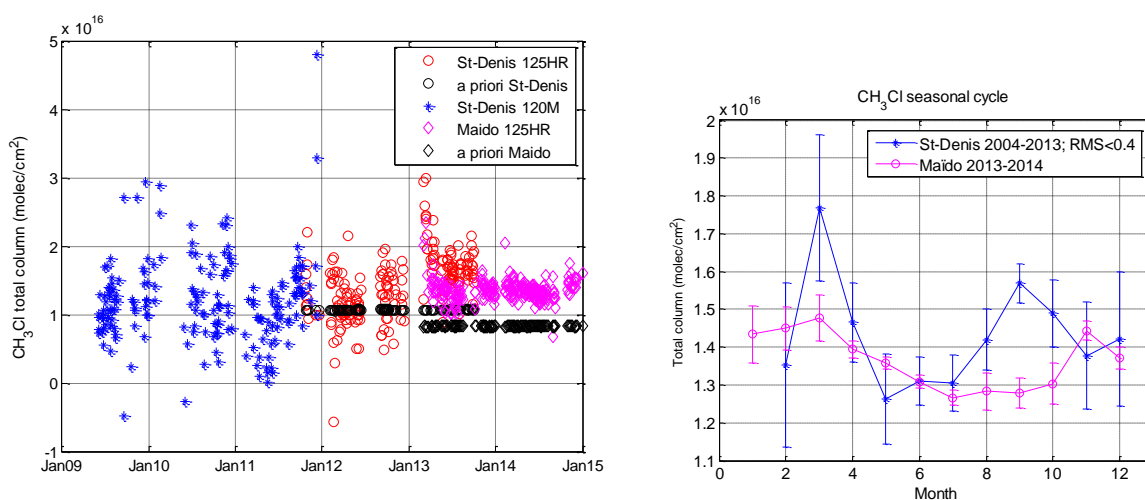 x 10^16
5
4
3
2
1
0
-1
Jan09 Jan10 Jan11 Jan12 Jan13 Jan14 Jan15
CH3Cl total column (molec/cm2)
St-Denis 125HR
a priori St-Denis
St-Denis 120M
Maido 125HR
a priori Maido
CH3Cl seasonal cycle
x 10^16
2
1.9
1.8
1.7
1.6
1.5
1.4
1.3
1.2
1.1
0 2 4 6 8 10 12
Total column (molec/cm2)
Month
St-Denis 2004-2013; RMS<0.4
Maïdo 2013-2014